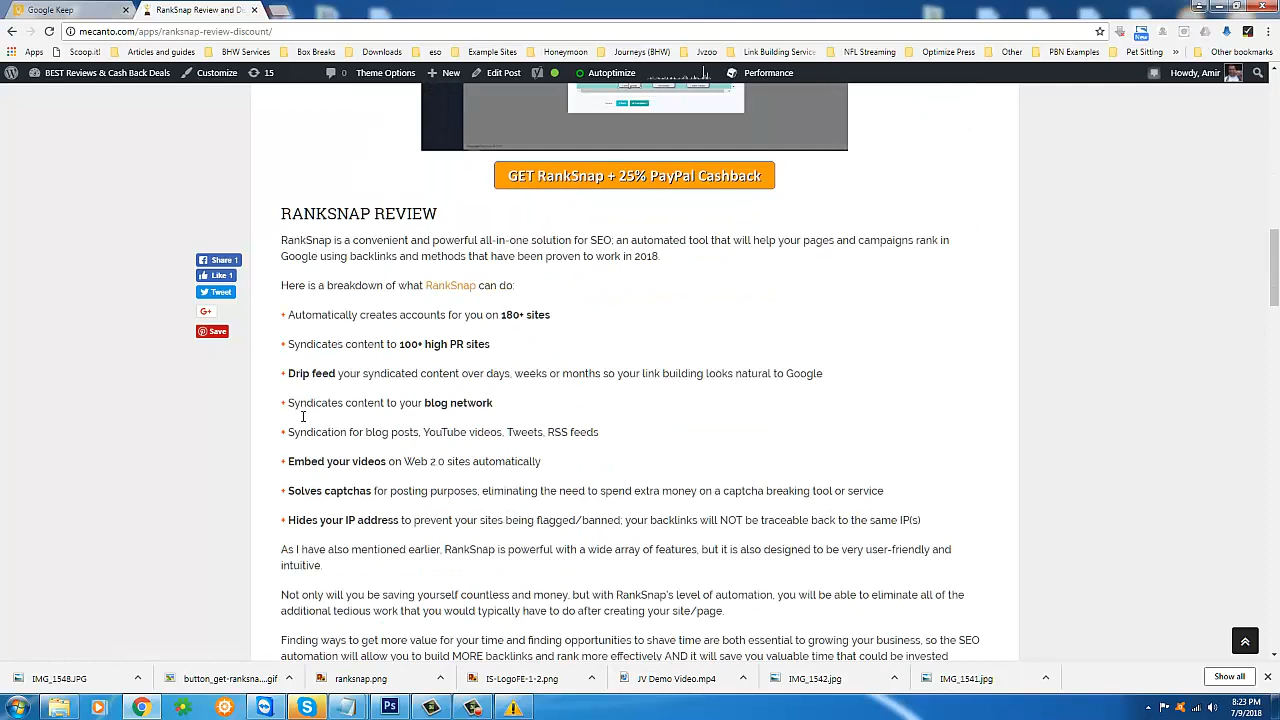 Google Keep
RankSnap Review and Di
mecanto.com/apps/ranksnap-review-discount/
Apps
Scoop.it!
Articles and guides
BHW Services
Box Breaks
Downloads
eso
Example Sites
Honeymoon
Journeys (BHW)
Jvzoo
Link Building Service
NFL Streaming
Optimize Press
Other
PBN Examples
Pet Sitting
»
Other bookmarks
BEST Reviews & Cash Back Deals
Customize
15
0
Theme Options
New
Edit Post
Autoptimize
Performance
Howdy, Amir
GET RankSnap + 25% PayPal Cashback
RANKSNAP REVIEW
RankSnap is a convenient and powerful all-in-one solution for SEO; an automated tool that will help your pages and campaigns rank in
Google using backlinks and methods that have been proven to work in 2018.
Share 1
Like 1
Tweet
G+
Save
Here is a breakdown of what RankSnap can do:
+ Automatically creates accounts for you on 180+ sites
+ Syndicates content to 100+ high PR sites
+ Drip feed your syndicated content over days, weeks or months so your link building looks natural to Google
+ Syndicates content to your blog network
+ Syndication for blog posts, YouTube videos, Tweets, RSS feeds
+ Embed your videos on Web 2.0 sites automatically
+ Solves captchas for posting purposes, eliminating the need to spend extra money on a captcha breaking tool or service
+ Hides your IP address to prevent your sites being flagged/banned; your backlinks will NOT be traceable back to the same IP(s)
As I have also mentioned earlier, RankSnap is powerful with a wide array of features, but it is also designed to be very user-friendly and
intuitive.
Not only will you be saving yourself countless and money, but with RankSnap's level of automation, you will be able to eliminate all of the
additional tedious work that you would typically have to do after creating your site/page.
Finding ways to get more value for your time and finding opportunities to shave time are both essential to growing your business, so the SEO
automation will allow you to build MORE backlinks and rank more effectively AND it will save you valuable time that could be invested
IMG_1548.JPG
button_get-ranksna....gif
ranksnap.png
IS-LogoFE-1-2.png
JV Demo Video.mp4
IMG_1542.jpg
IMG_1541.jpg
Show all
8:23 PM
7/9/2018